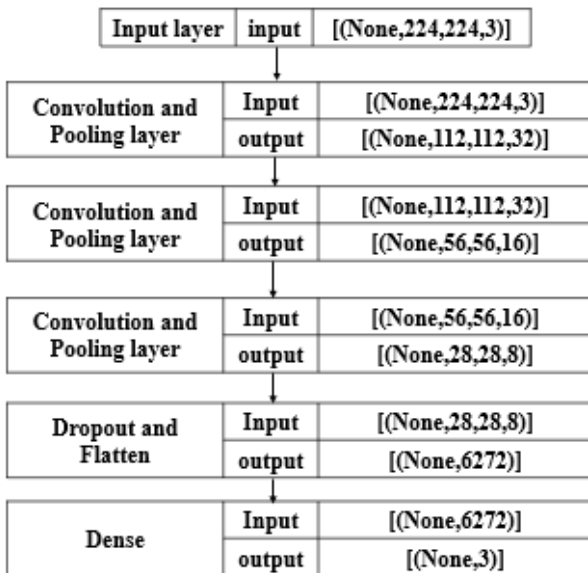 Input layer input [(None,224,224,3)]
Convolution and Pooling layer
Input [(None,224,224,3)]
output [(None,112,112,32)]
Convolution and Pooling layer
Input [(None,112,112,32)]
output [(None,56,56,16)]
Convolution and Pooling layer
Input [(None,56,56,16)]
output [(None,28,28,8)]
Dropout and Flatten
Input [(None,28,28,8)]
output [(None,6272)]
Dense
Input [(None,6272)]
output [(None,3)]